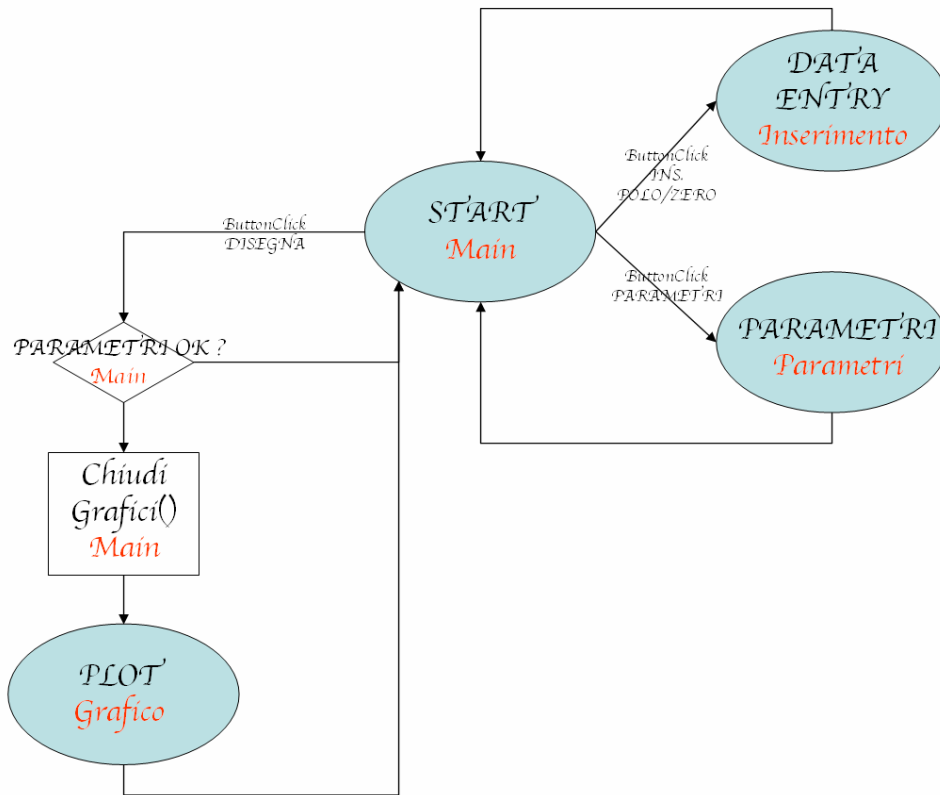 DATA
ENTRY
Inserimento
ButtonClick
INS.
POLO/ZERO
START
Main
ButtonClick
DISEGNA
ButtonClick
PARAMETRI
PARAMETRI
Parametri
PARAMETRI OK ?
Main
Chiudi
Grafici()
Main
PLOT
Grafico